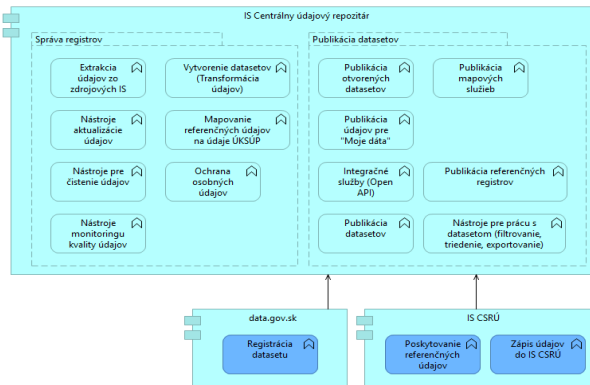 IS Centrálny údajový repozitár
Správa registrov
Extrakcia
údajov zo
zdrojových IS
Vytvorenie datasetov
(Transformácia
údajov)
Nástroje
aktualizácie
údajov
Mapovanie
referenčných údajov
na údaje ÚKSÚP
Nástroje pre
čistenie údajov
Ochrana
osobných
údajov
Nástroje
monitoringu
kvality údajov
Publikácia datasetov
Publikácia
otvorených
datasetov
Publikácia
mapových
služieb
Publikácia
údajov pre
"Moje dáta"
Integračné
služby (Open
API)
Publikácia referenčných
registrov
Publikácia
datasetov
Nástroje pre prácu s
datasetom (filtrovanie,
triedenie, exportovanie)
data.gov.sk
Registrácia
datasetu
IS CSRÚ
Poskytovanie
referenčných
údajov
Zápis údajov
do IS CSRÚ